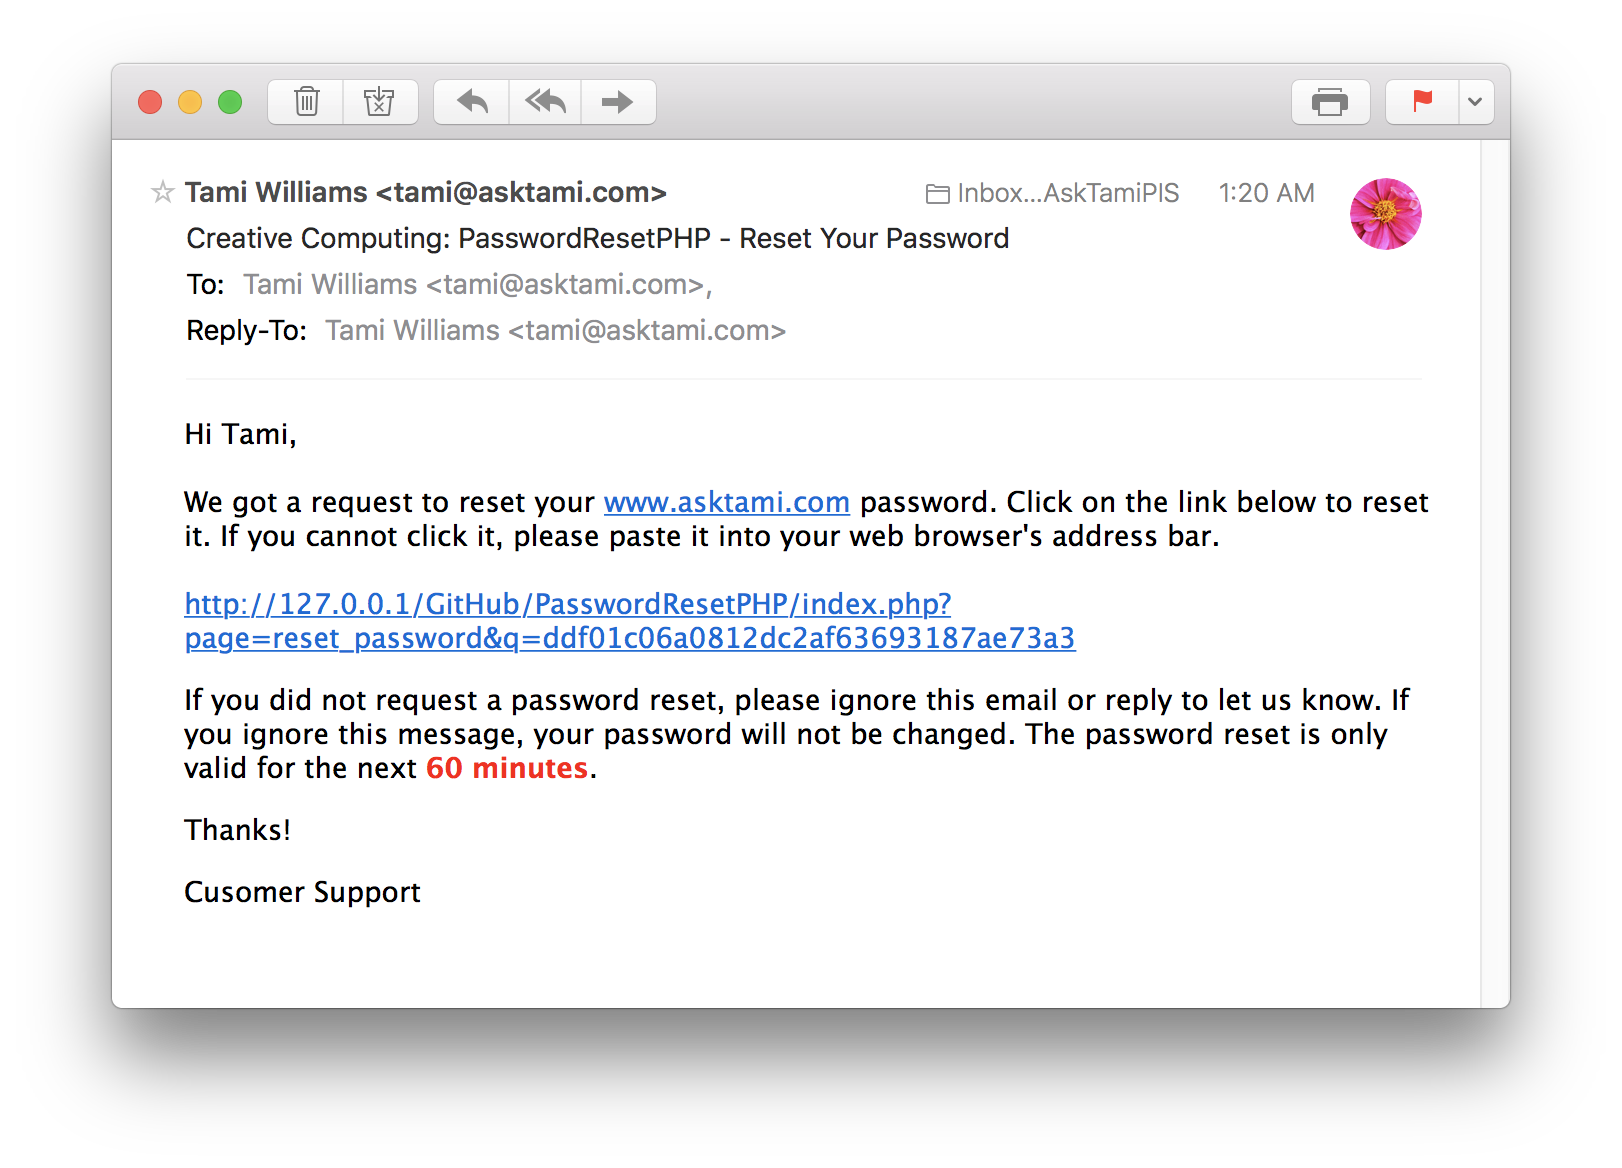 Tami Williams <tami@asktami.com>
Inbox...AskTamiPIS
1:20 AM
Creative Computing: PasswordResetPHP - Reset Your Password
To: Tami Williams <tami@asktami.com>,
Reply-To: Tami Williams <tami@asktami.com>
Hi Tami,
We got a request to reset your www.asktami.com password. Click on the link below to reset
it. If you cannot click it, please paste it into your web browser's address bar.
http://127.0.0.1/GitHub/PasswordResetPHP/index.php?
page=reset_password&q=ddf01c06a0812dc2af63693187ae73a3
If you did not request a password reset, please ignore this email or reply to let us know. If
you ignore this message, your password will not be changed. The password reset is only
valid for the next 60 minutes.
Thanks!
Cusomer Support